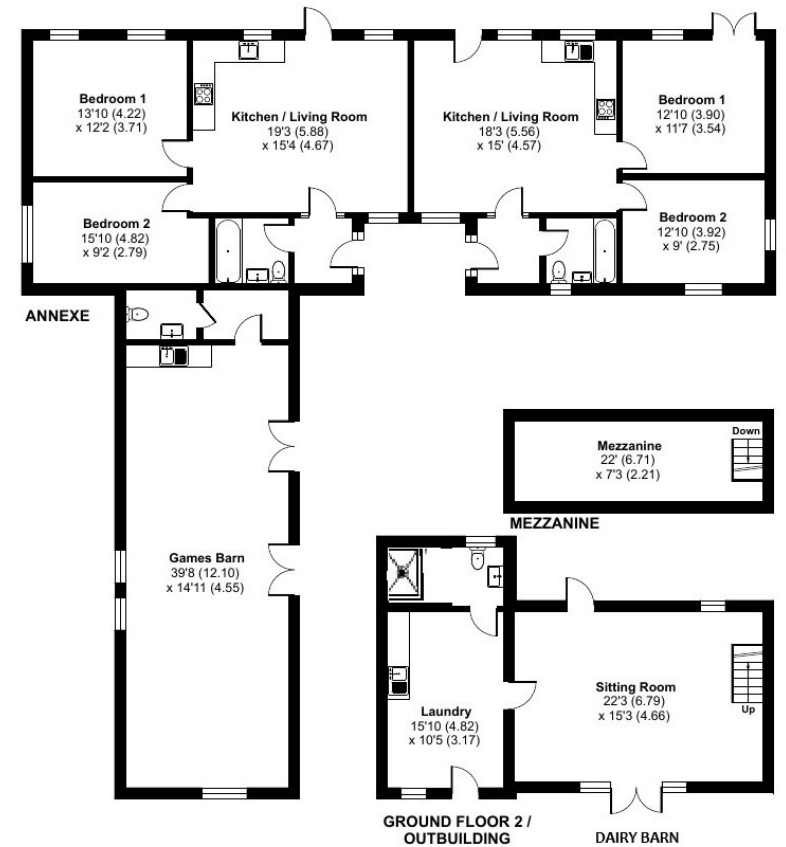 Bedroom 1
13'10 (4.22)
x 12'2 (3.71)
Kitchen / Living Room
19'3 (5.88)
x 15'4 (4.67)
Kitchen / Living Room
18'3 (5.56)
x 15' (4.57)
Bedroom 1
12'10 (3.90)
x 11'7 (3.54)
Bedroom 2
15'10 (4.82)
x 9'2 (2.79)
Bedroom 2
12'10 (3.92)
x 9' (2.75)
ANNEXE
Mezzanine
22' (6.71)
x 7'3 (2.21)
Down
MEZZANINE
Games Barn
39'8 (12.10)
x 14'11 (4.55)
Laundry
15'10 (4.82)
x 10'5 (3.17)
Sitting Room
22'3 (6.79)
x 15'3 (4.66)
Up
GROUND FLOOR 2 /
OUTBUILDING
DAIRY BARN